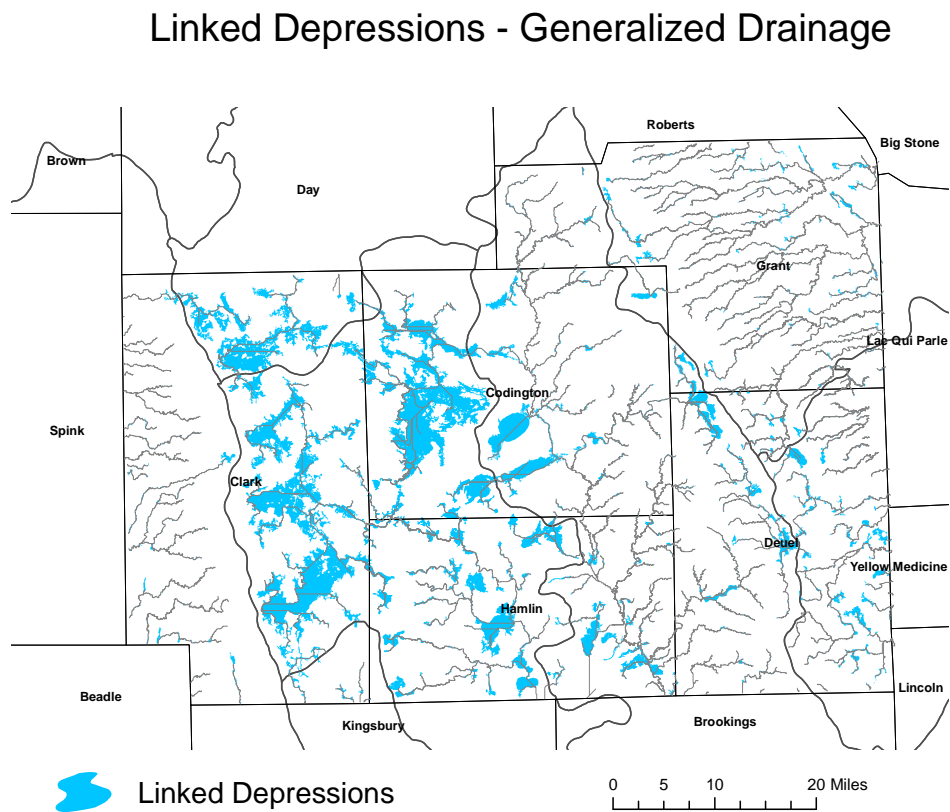 Linked Depressions - Generalized Drainage
Roberts
Big Stone
Brown
Day
Grant
Lac Qui Parle
Codington
Spink
Clark
Deuel
Yellow Medicine
Hamlin
Lincoln
Beadle
Kingsbury
Brookings
Linked Depressions
0 5 10 20 Miles